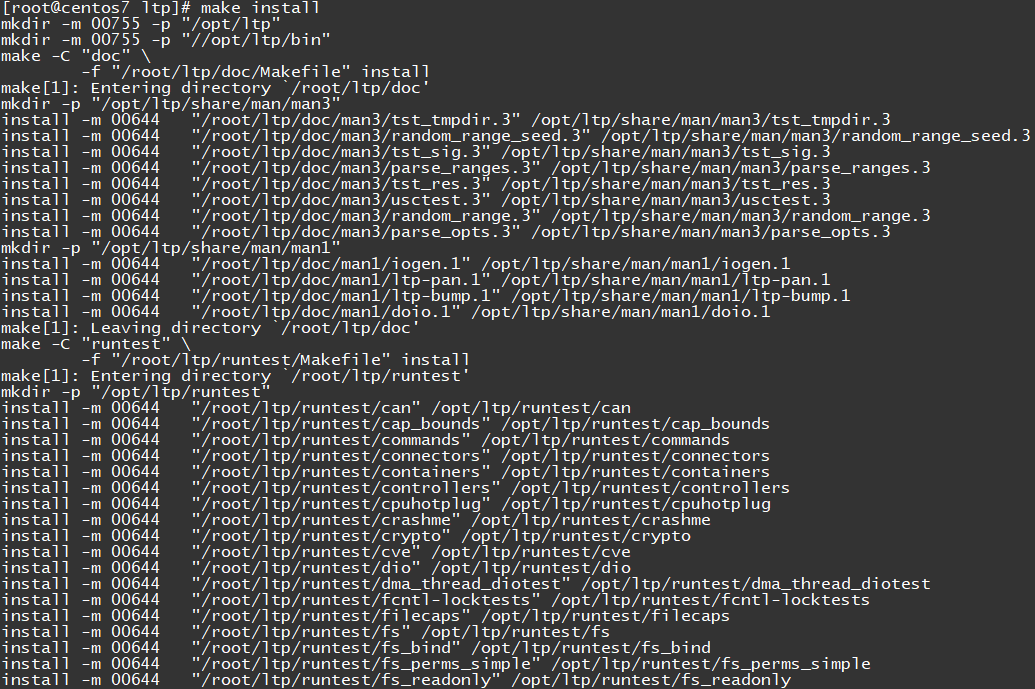 [root@centos7 ltp]# make install
mkdir -m 00755 -p "/opt/ltp"
mkdir -m 00755 -p "//opt/ltp/bin"
make -C "doc" \
        -f "/root/ltp/doc/Makefile" install
make[1]: Entering directory `/root/ltp/doc'
mkdir -p "/opt/ltp/share/man/man3"
install -m 00644   "/root/ltp/doc/man3/tst_tmpdir.3" /opt/ltp/share/man/man3/tst_tmpdir.3
install -m 00644   "/root/ltp/doc/man3/random_range_seed.3" /opt/ltp/share/man/man3/random_range_seed.3
install -m 00644   "/root/ltp/doc/man3/tst_sig.3" /opt/ltp/share/man/man3/tst_sig.3
install -m 00644   "/root/ltp/doc/man3/parse_ranges.3" /opt/ltp/share/man/man3/parse_ranges.3
install -m 00644   "/root/ltp/doc/man3/tst_res.3" /opt/ltp/share/man/man3/tst_res.3
install -m 00644   "/root/ltp/doc/man3/usctest.3" /opt/ltp/share/man/man3/usctest.3
install -m 00644   "/root/ltp/doc/man3/random_range.3" /opt/ltp/share/man/man3/random_range.3
install -m 00644   "/root/ltp/doc/man3/parse_opts.3" /opt/ltp/share/man/man3/parse_opts.3
mkdir -p "/opt/ltp/share/man/man1"
install -m 00644   "/root/ltp/doc/man1/iogen.1" /opt/ltp/share/man/man1/iogen.1
install -m 00644   "/root/ltp/doc/man1/ltp-pan.1" /opt/ltp/share/man/man1/ltp-pan.1
install -m 00644   "/root/ltp/doc/man1/ltp-bump.1" /opt/ltp/share/man/man1/ltp-bump.1
install -m 00644   "/root/ltp/doc/man1/doio.1" /opt/ltp/share/man/man1/doio.1
make[1]: Leaving directory `/root/ltp/doc'
make -C "runtest" \
        -f "/root/ltp/runtest/Makefile" install
make[1]: Entering directory `/root/ltp/runtest'
mkdir -p "/opt/ltp/runtest"
install -m 00644   "/root/ltp/runtest/can" /opt/ltp/runtest/can
install -m 00644   "/root/ltp/runtest/cap_bounds" /opt/ltp/runtest/cap_bounds
install -m 00644   "/root/ltp/runtest/commands" /opt/ltp/runtest/commands
install -m 00644   "/root/ltp/runtest/connectors" /opt/ltp/runtest/connectors
install -m 00644   "/root/ltp/runtest/containers" /opt/ltp/runtest/containers
install -m 00644   "/root/ltp/runtest/controllers" /opt/ltp/runtest/controllers
install -m 00644   "/root/ltp/runtest/cpuhotplug" /opt/ltp/runtest/cpuhotplug
install -m 00644   "/root/ltp/runtest/crashme" /opt/ltp/runtest/crashme
install -m 00644   "/root/ltp/runtest/crypto" /opt/ltp/runtest/crypto
install -m 00644   "/root/ltp/runtest/cve" /opt/ltp/runtest/cve
install -m 00644   "/root/ltp/runtest/dio" /opt/ltp/runtest/dio
install -m 00644   "/root/ltp/runtest/dma_thread_diotest" /opt/ltp/runtest/dma_thread_diotest
install -m 00644   "/root/ltp/runtest/fcntl-locktests" /opt/ltp/runtest/fcntl-locktests
install -m 00644   "/root/ltp/runtest/filecaps" /opt/ltp/runtest/filecaps
install -m 00644   "/root/ltp/runtest/fs" /opt/ltp/runtest/fs
install -m 00644   "/root/ltp/runtest/fs_bind" /opt/ltp/runtest/fs_bind
install -m 00644   "/root/ltp/runtest/fs_perms_simple" /opt/ltp/runtest/fs_perms_simple
install -m 00644   "/root/ltp/runtest/fs_readonly" /opt/ltp/runtest/fs_readonly